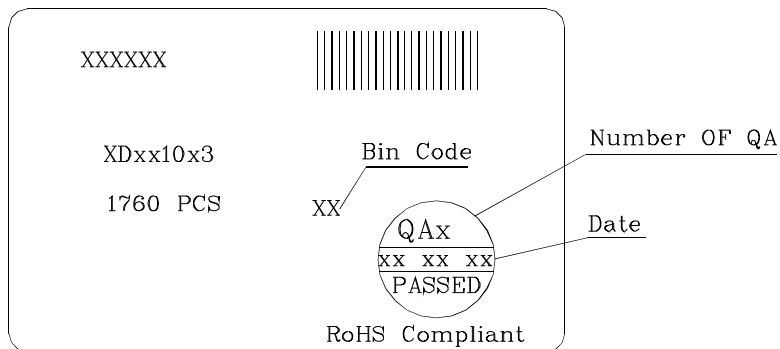 XXXXXX
Number OF QA
XDxx10x3
Bin Code
1760 PCS
XX
QAx
Date
xx xx xx
PASSED
RoHS Compliant